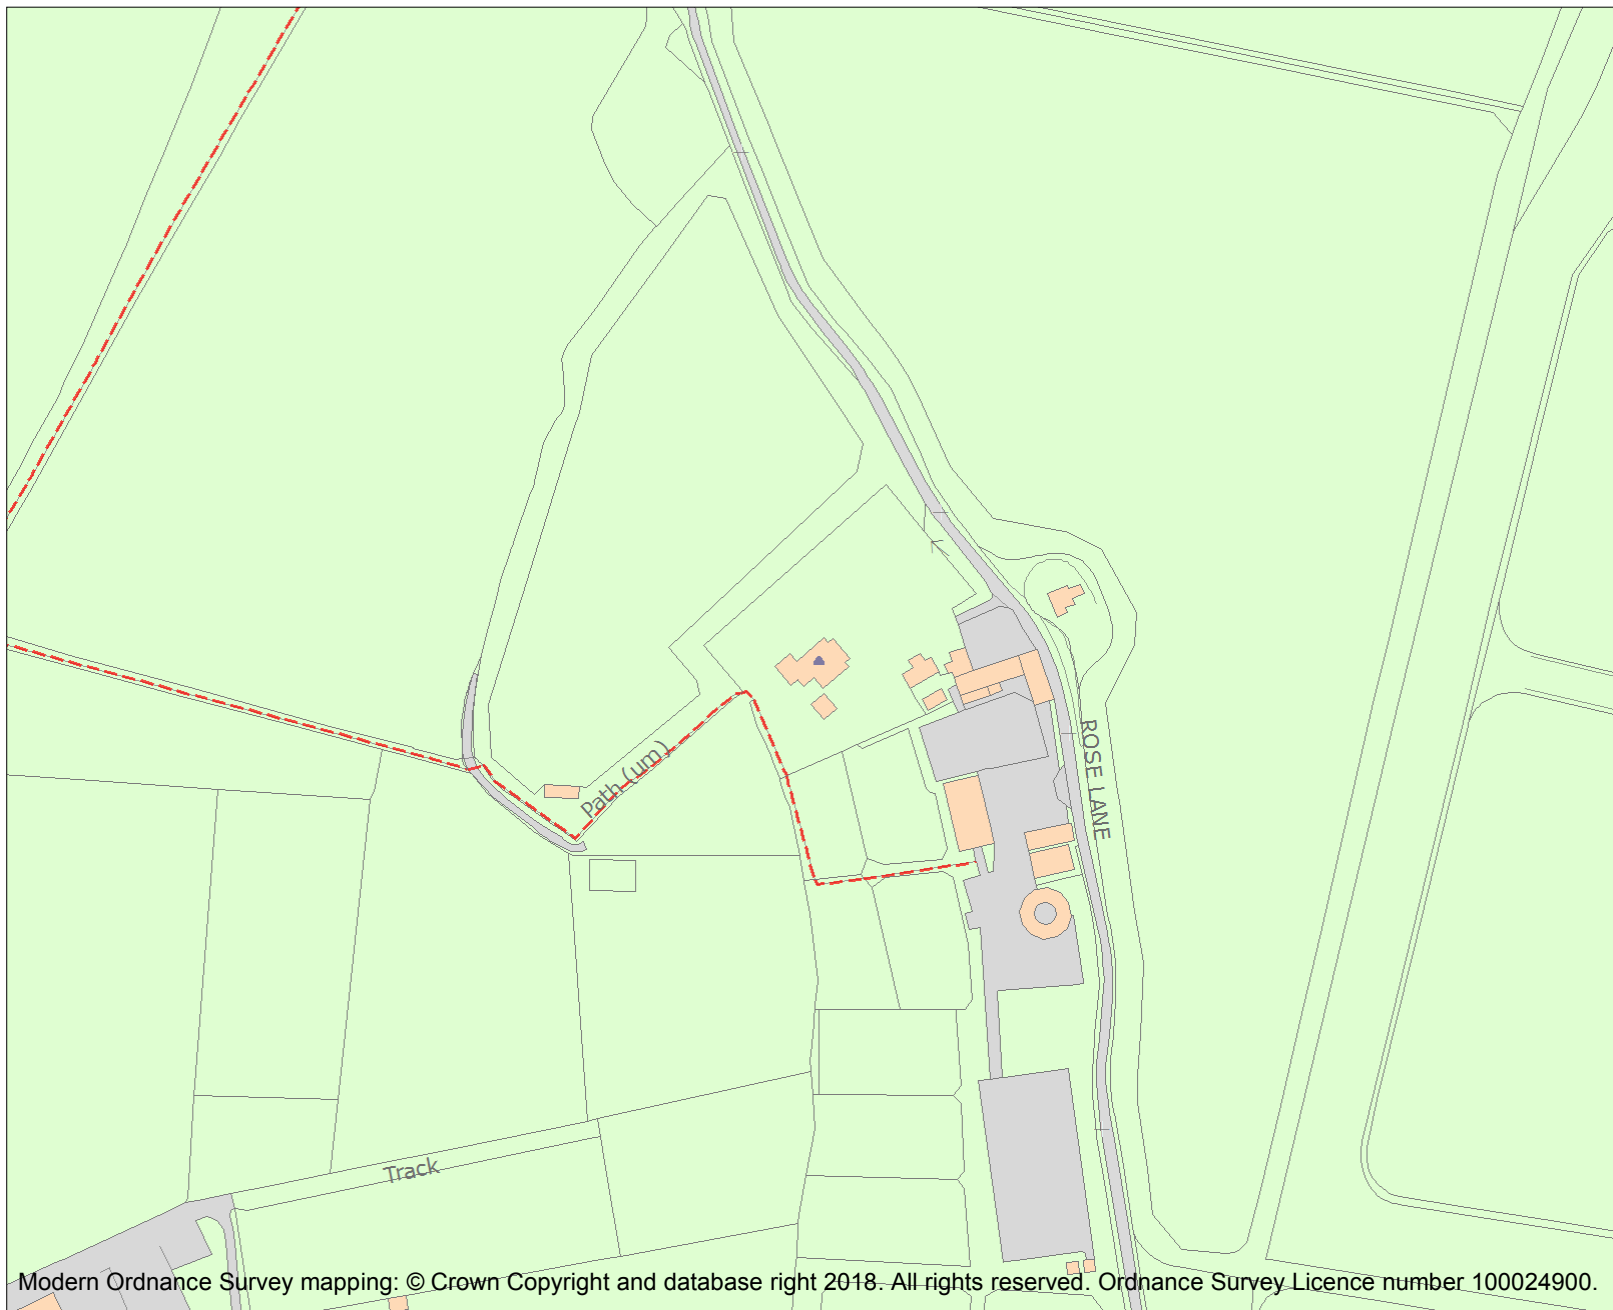 Path (um)
ROSE LANE
Track
Modern Ordnance Survey mapping: © Crown Copyright and database right 2018. All rights reserved. Ordnance Survey Licence number 100024900.